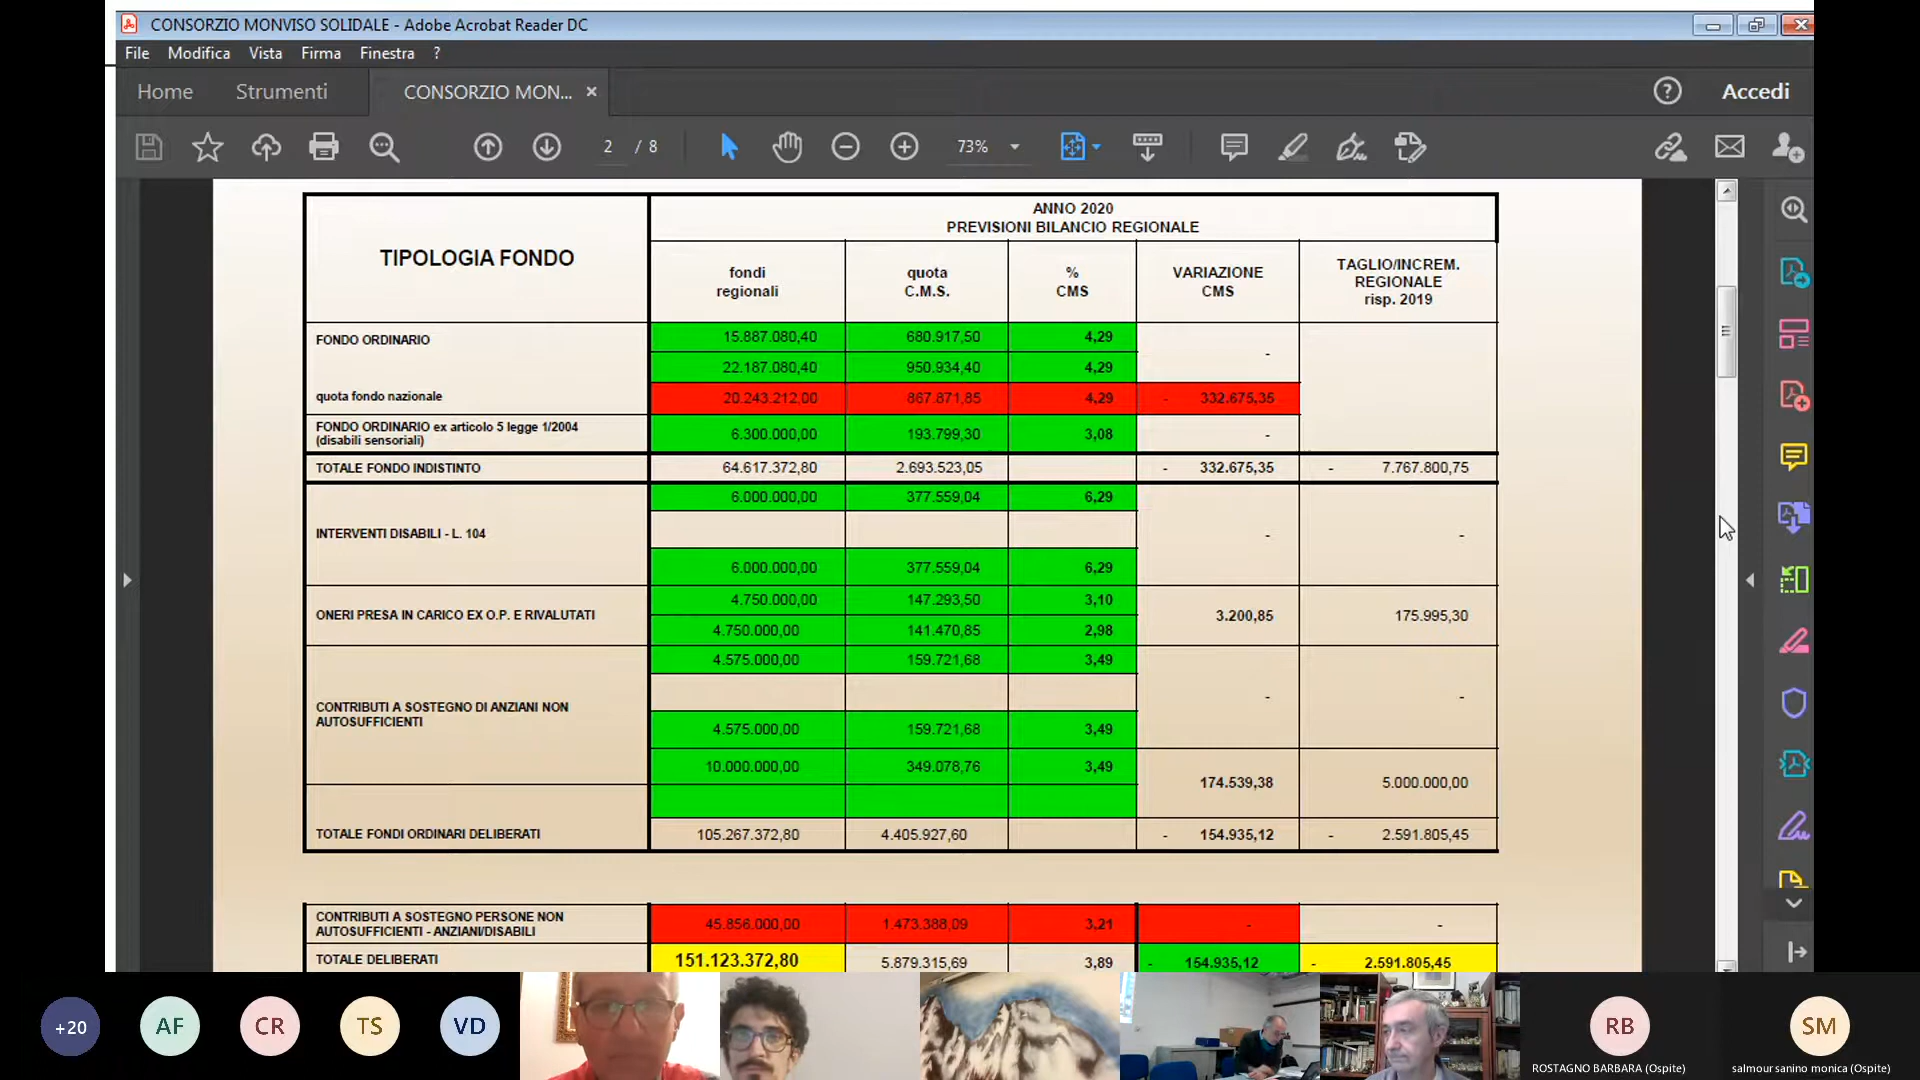 CONSORZIO MONVISO SOLIDALE - Adobe Acrobat Reader DC
File Modifica Vista Firma Finestra ?
Home Strumenti CONSORZIO MON... × Accedi
2 / 8 73%
TIPOLOGIA FONDO
ANNO 2020
PREVISIONI BILANCIO REGIONALE
fondi regionali
quota C.M.S.
% CMS
VARIAZIONE CMS
TAGLIO/INCREM. REGIONALE risp. 2019
FONDO ORDINARIO 15.887.080,40 680.917,50 4,29 -
22.187.080,40 950.934,40 4,29
quota fondo nazionale 20.243.212,00 867.871,85 4,29 - 332.675,35
FONDO ORDINARIO ex articolo 5 legge 1/2004
(disabili sensoriali) 6.300.000,00 193.799,30 3,08 -
TOTALE FONDO INDISTINTO 64.617.372,80 2.693.523,05 - 332.675,35 - 7.767.800,75
6.000.000,00 377.559,04 6,29
INTERVENTI DISABILI - L. 104 - -
6.000.000,00 377.559,04 6,29
4.750.000,00 147.293,50 3,10
ONERI PRESA IN CARICO EX O.P. E RIVALUTATI 3.200,85 175.995,30
4.750.000,00 141.470,85 2,98
4.575.000,00 159.721,68 3,49
CONTRIBUTI A SOSTEGNO DI ANZIANI NON
AUTOSUFFICIENTI - -
4.575.000,00 159.721,68 3,49
10.000.000,00 349.078,76 3,49
174.539,38 5.000.000,00
TOTALE FONDI ORDINARI DELIBERATI 105.267.372,80 4.405.927,60 - 154.935,12 - 2.591.805,45
CONTRIBUTI A SOSTEGNO PERSONE NON
AUTOSUFFICIENTI - ANZIANI/DISABILI 45.856.000,00 1.473.388,09 3,21 - -
TOTALE DELIBERATI 151.123.372,80 5.879.315,69 3,89 - 154.935,12 - 2.591.805,45
+20 AF CR TS VD RB SM
ROSTAGNO BARBARA (Ospite) salmour sanino monica (Ospite)